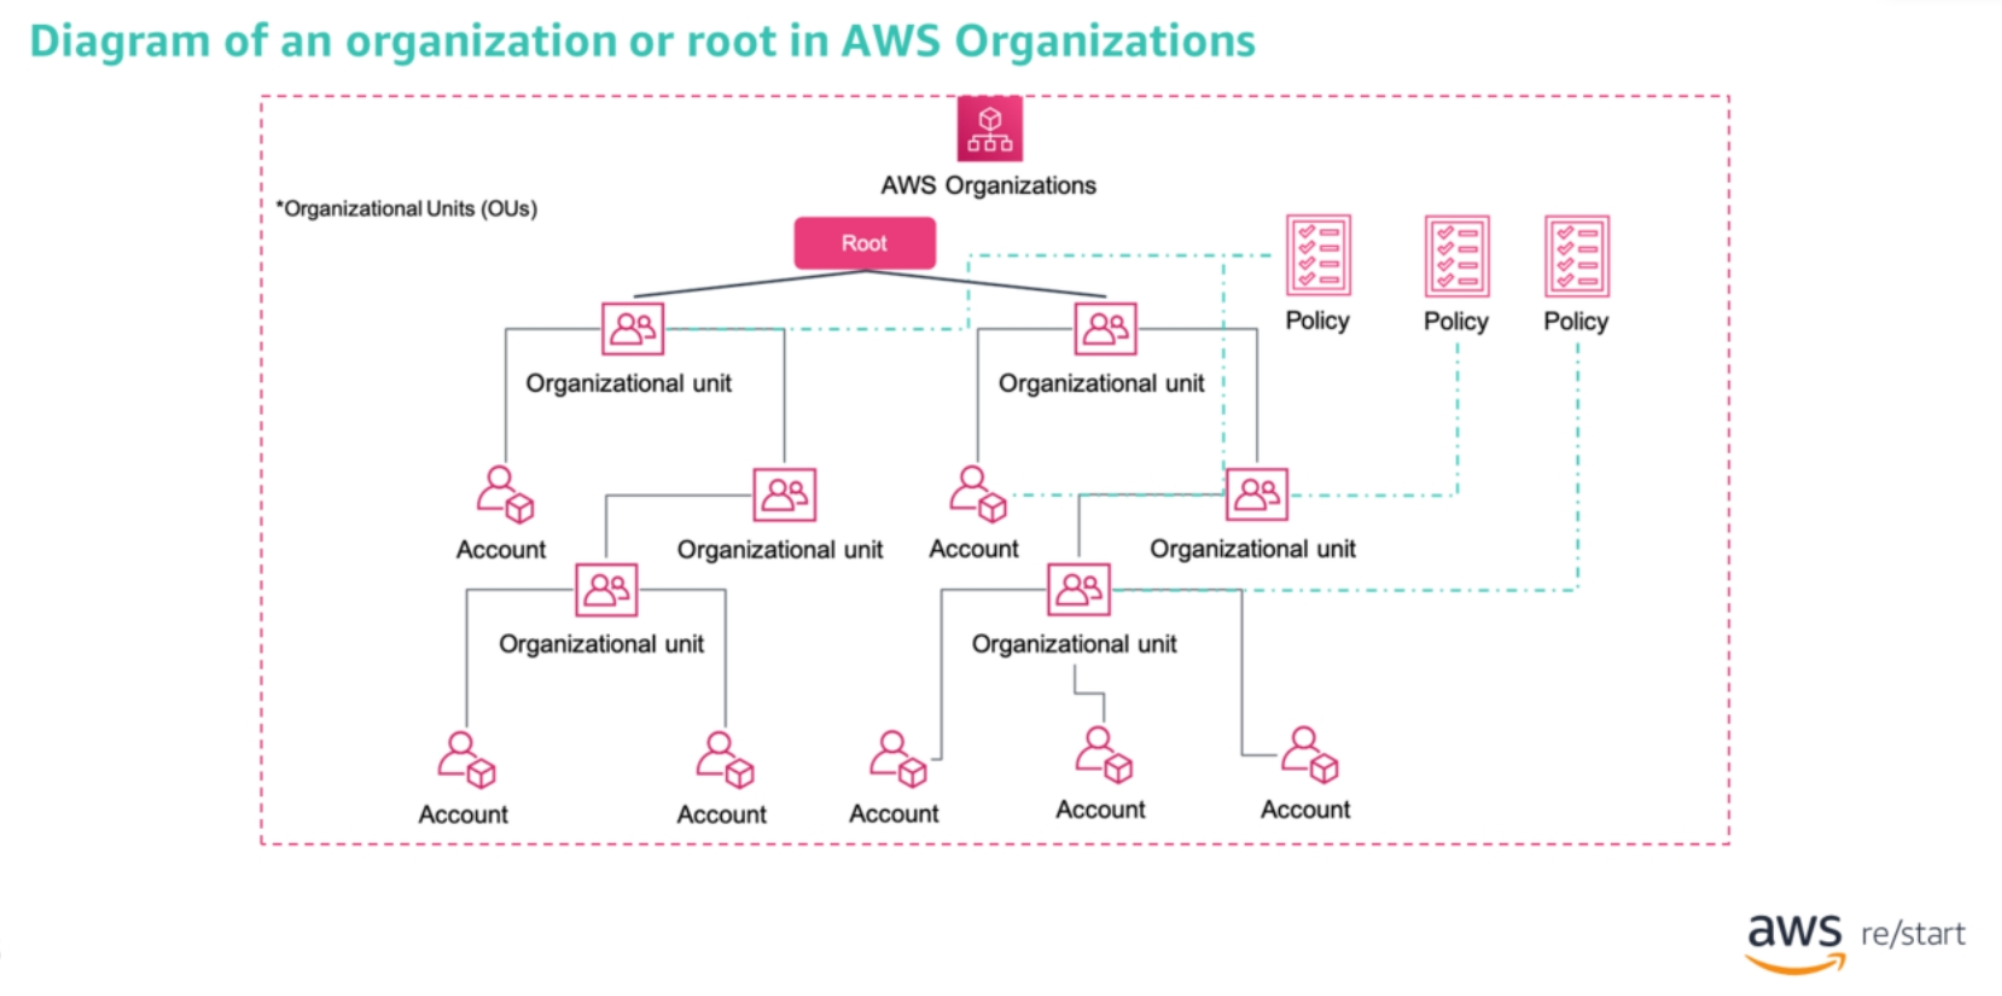 Diagram of an organization or root in AWS Organizations
AWS Organizations
*Organizational Units (OUs)
Root
Policy
Policy
Policy
Organizational unit
Organizational unit
Account
Organizational unit
Account
Organizational unit
Organizational unit
Organizational unit
Account
Account
Account
Account
Account
aws re/start